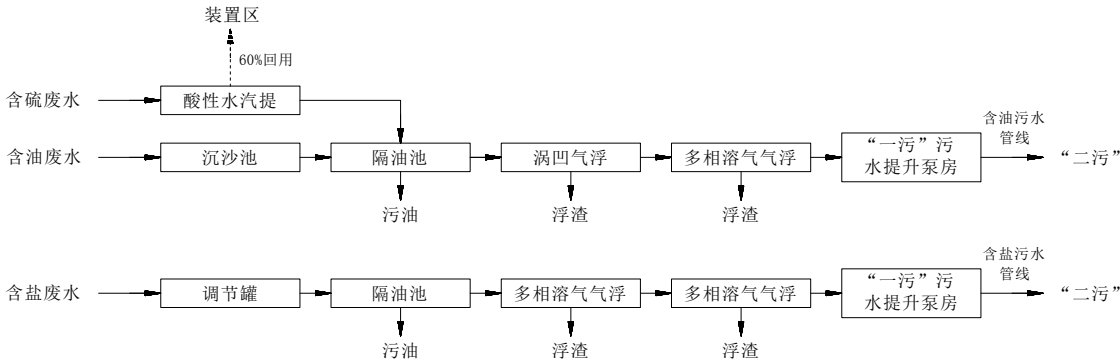 装置区
60%回用
含硫废水
酸性水汽提
含油废水
沉沙池
隔油池
涡凹气浮
多相溶气气浮
“一污”污
水提升泵房
含油污水
管线
“二污”
污油
浮渣
浮渣
含盐废水
调节罐
隔油池
多相溶气气浮
多相溶气气浮
“一污”污
水提升泵房
含盐污水
管线
“二污”
污油
浮渣
浮渣